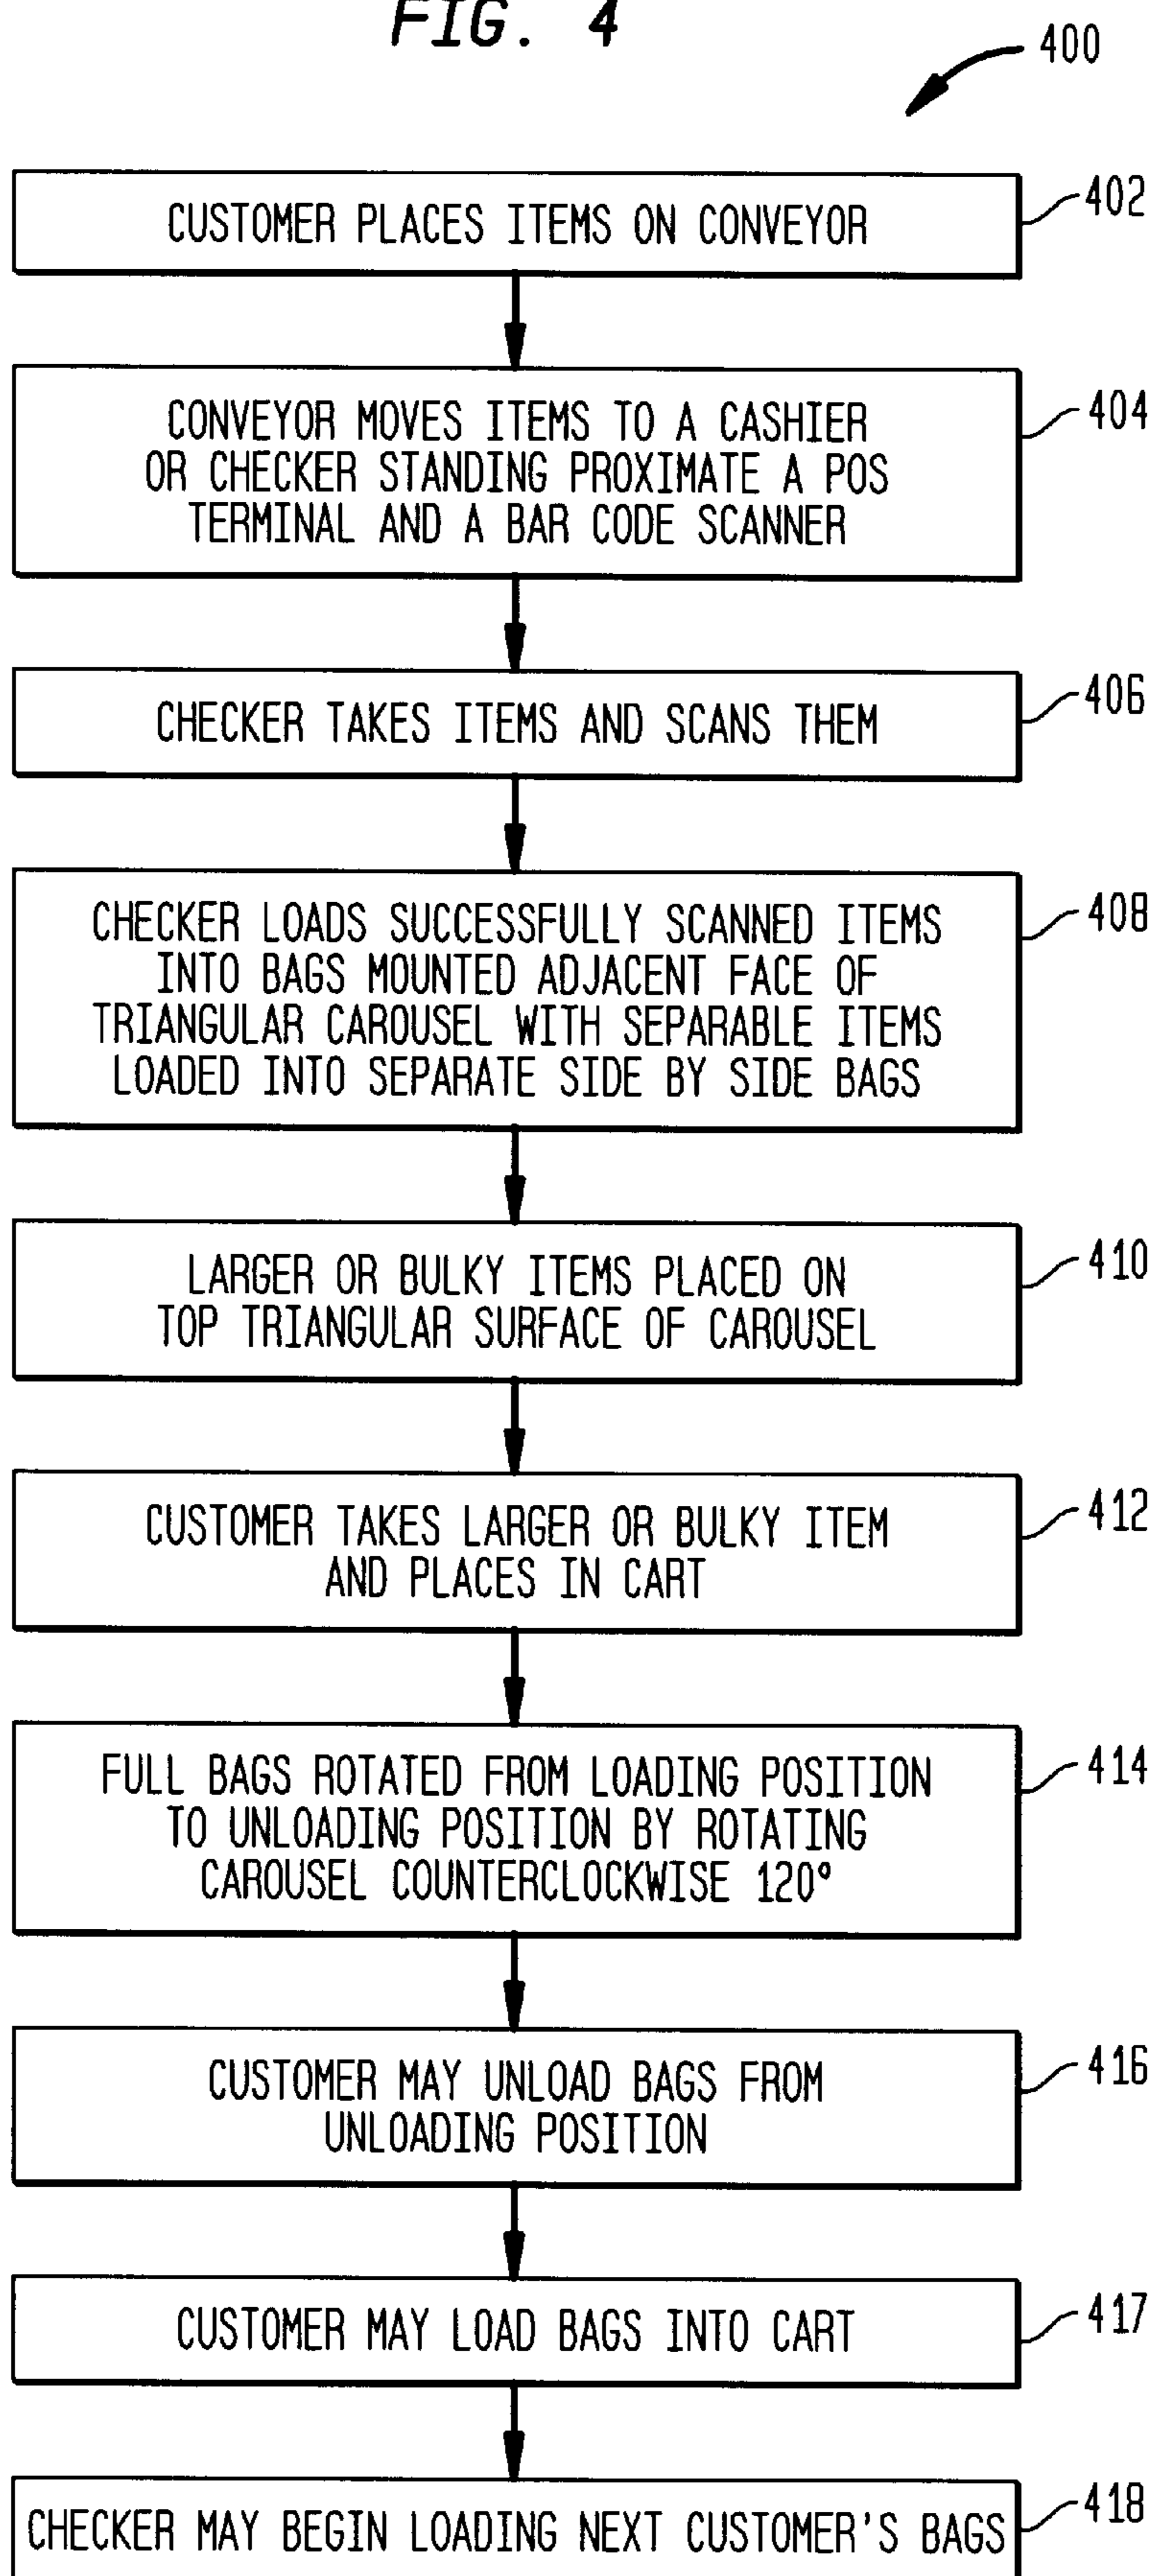 FIG. 4
400
CUSTOMER PLACES ITEMS ON CONVEYOR
402
CONVEYOR MOVES ITEMS TO A CASHIER
OR CHECKER STANDING PROXIMATE A POS
TERMINAL AND A BAR CODE SCANNER
404
CHECKER TAKES ITEMS AND SCANS THEM
406
CHECKER LOADS SUCCESSFULLY SCANNED ITEMS
INTO BAGS MOUNTED ADJACENT FACE OF
TRIANGULAR CAROUSEL WITH SEPARABLE ITEMS
LOADED INTO SEPARATE SIDE BY SIDE BAGS
408
LARGER OR BULKY ITEMS PLACED ON
TOP TRIANGULAR SURFACE OF CAROUSEL
410
CUSTOMER TAKES LARGER OR BULKY ITEM
AND PLACES IN CART
412
FULL BAGS ROTATED FROM LOADING POSITION
TO UNLOADING POSITION BY ROTATING
CAROUSEL COUNTERCLOCKWISE 120°
414
CUSTOMER MAY UNLOAD BAGS FROM
UNLOADING POSITION
416
CUSTOMER MAY LOAD BAGS INTO CART
417
CHECKER MAY BEGIN LOADING NEXT CUSTOMER'S BAGS
418